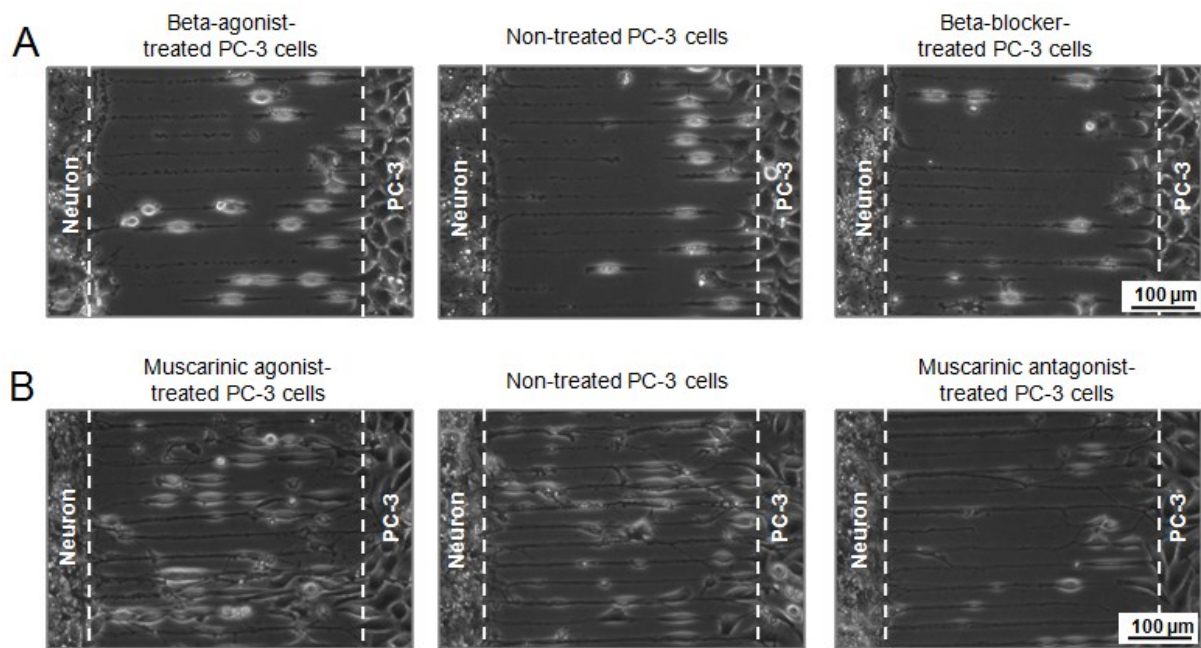 A
Beta-agonist-
treated PC-3 cells
Non-treated PC-3 cells
Beta-blocker-
treated PC-3 cells
Neuron
PC-3
Neuron
PC-3
Neuron
PC-3
100 µm
B
Muscarinic agonist-
treated PC-3 cells
Non-treated PC-3 cells
Muscarinic antagonist-
treated PC-3 cells
Neuron
PC-3
Neuron
PC-3
Neuron
PC-3
100 µm